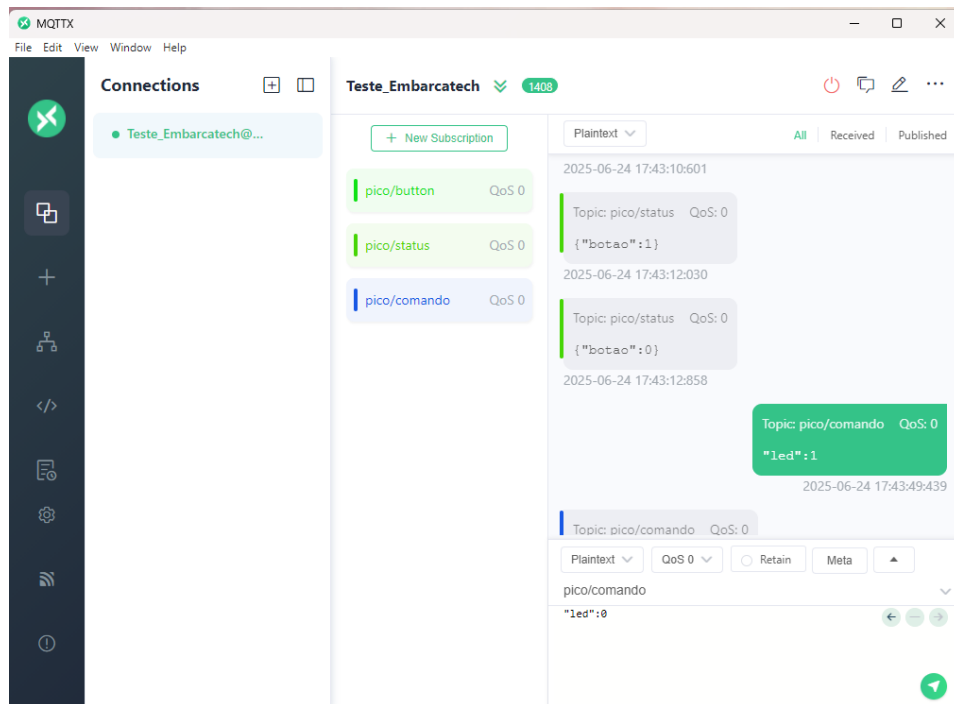 MQTTX
File Edit View Window Help
Connections
Teste_Embarcatech@...
Teste_Embarcatech 1408
+ New Subscription
pico/button QoS 0
pico/status QoS 0
pico/comando QoS 0
Plaintext All Received Published
2025-06-24 17:43:10:601
Topic: pico/status QoS: 0
{"botao":1}
2025-06-24 17:43:12:030
Topic: pico/status QoS: 0
{"botao":0}
2025-06-24 17:43:12:858
Topic: pico/comando QoS: 0
"led":1
2025-06-24 17:43:49:439
Topic: pico/comando QoS: 0
Plaintext QoS 0 Retain Meta
pico/comando
"led":0